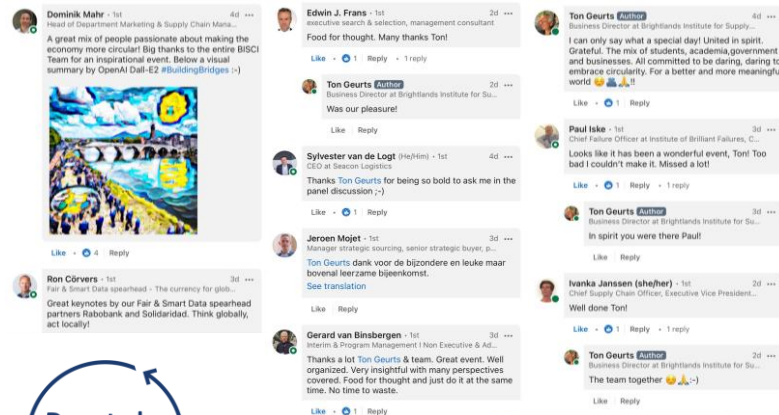 Dominik Mahr · 1st
4d
Head of Department Marketing & Supply Chain Mana...
A great mix of people passionate about making the
economy more circular! Big thanks to the entire BISCI
Team for an inspirational event. Below a visual
summary by OpenAI Dall-E2 #BuildingBridges :-)
Like · 4 Reply
Ron Cörvers · 1st
3d
Fair & Smart Data spearhead - The currency for glob...
Great keynotes by our Fair & Smart Data spearhead
partners Rabobank and Solidaridad. Think globally,
act locally!
Edwin J. Frans · 1st
2d
executive search & selection, management consultant
Food for thought. Many thanks Ton!
Like · 1 Reply · 1 reply
Ton Geurts Author
2d
Business Director at Brightlands Institute for Su...
Was our pleasure!
Like Reply
Sylvester van de Logt (He/Him) · 1st
4d
CEO at Seacon Logistics
Thanks Ton Geurts for being so bold to ask me in the
panel discussion ;-)
Like · 1 Reply
Jeroen Mojet · 1st
3d
Manager strategic sourcing, senior strategic buyer, p...
Ton Geurts dank voor de bijzondere en leuke maar
bovenal leerzame bijeenkomst.
See translation
Like Reply
Gerard van Binsbergen · 1st
3d
Interim & Program Management I Non Executive & Ad...
Thanks a lot Ton Geurts & team. Great event. Well
organized. Very insightful with many perspectives
covered. Food for thought and just do it at the same
time. No time to waste.
Like · 1 Reply
Ton Geurts Author
4d
Business Director at Brightlands Institute for Supply...
I can only say what a special day! United in spirit.
Grateful. The mix of students, academia,government
and businesses. All committed to be daring, daring to
embrace circularity. For a better and more meaningfu
world !!
Like · 1 Reply
Paul Iske · 1st
3d
Chief Failure Officer at Institute of Brilliant Failures, C...
Looks like it has been a wonderful event, Ton! Too
bad I couldn't make it. Missed a lot!
Like · 1 Reply · 1 reply
Ton Geurts Author
3d
Business Director at Brightlands Institute for Su...
In spirit you were there Paul!
Like Reply
Ivanka Janssen (she/her) · 1st
3d
Chief Supply Chain Officer, Executive Vice President...
Well done Ton!
Like · 1 Reply · 1 reply
Ton Geurts Author
2d
Business Director at Brightlands Institute for Su...
The team together :-)
Like Reply